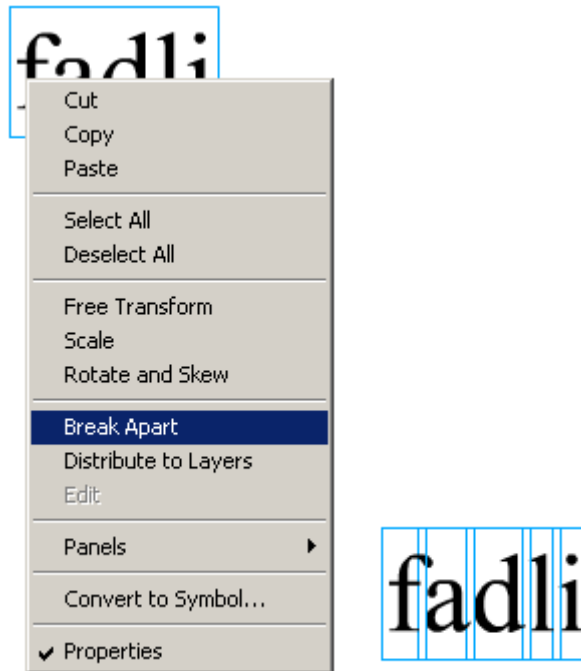 fadli
Cut
Copy
Paste
Select All
Deselect All
Free Transform
Scale
Rotate and Skew
Break Apart
Distribute to Layers
Edit
Panels
Convert to Symbol...
Properties
fadli